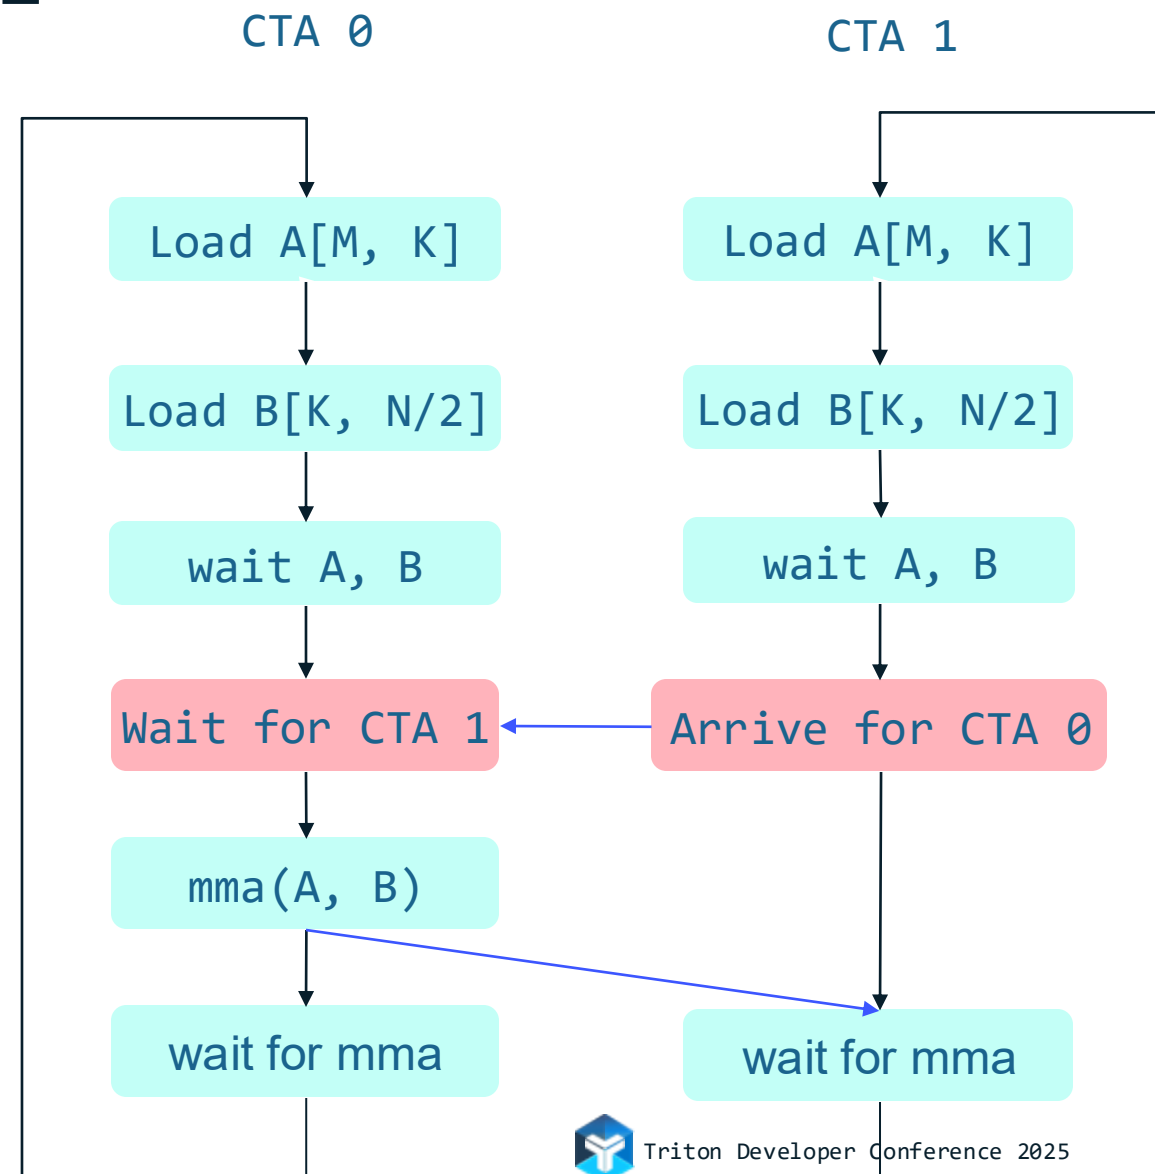 CTA 0
CTA 1
Load A[M, K]
Load A[M, K]
Load B[K, N/2]
Load B[K, N/2]
wait A, B
wait A, B
Wait for CTA 1
Arrive for CTA 0
mma(A, B)
wait for mma
wait for mma
Triton Developer Conference 2025